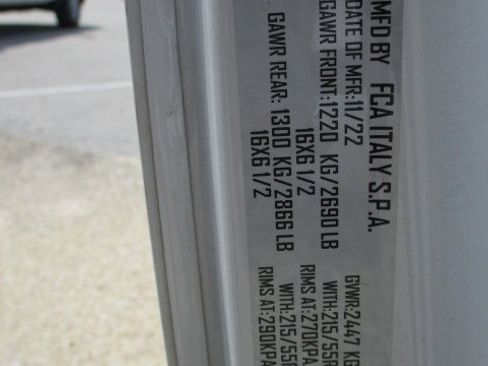 MFD BY FCA ITALY S.P.A.
DATE OF MFR:11/22 GVWR:2447 KG
GAWR FRONT:1220 KG/2690 LB WITH:215/55R
16X6 1/2 RIMS AT:270KPA
GAWR REAR: 1300 KG/2866 LB WITH:215/55R
16X6 1/2 RIMS AT:290KPA